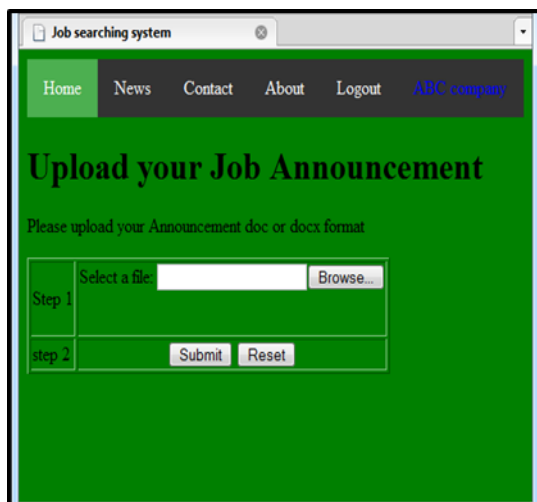 Job searching system
Home News Contact About Logout ABC company
Upload your Job Announcement
Please upload your Announcement doc or docx format
Step 1 Select a file: Browse...
step 2 Submit Reset